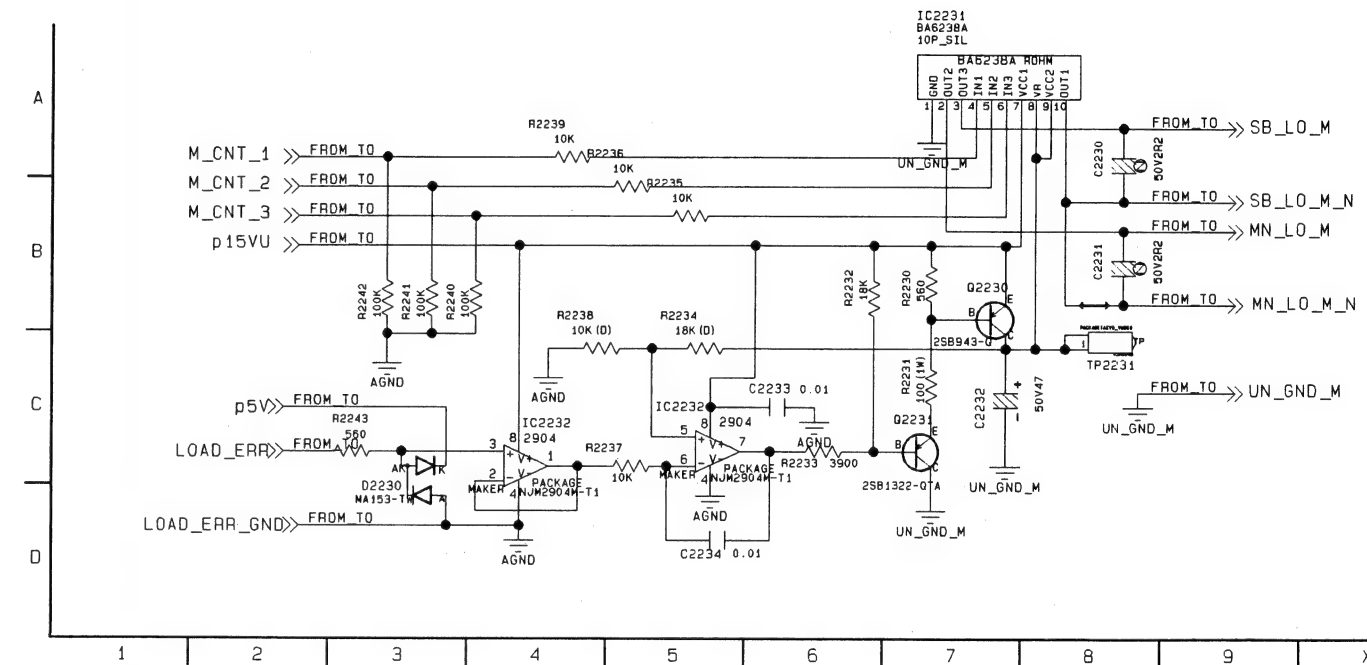 IC2231
BA6238A
10P_SIL
BA6238A ROHM
GND
OUT2
OUT3
IN1
IN2
IN3
VCC1
VR
VCC2
OUT1
1 2 3 4 5 6 7 8 9 10
A
R2239
10K
R2236
10K
R2235
10K
M_CNT_1 FROM_TO
M_CNT_2 FROM_TO
M_CNT_3 FROM_TO
p15VU FROM_TO
UN_GND_M
FROM_TO SB_LO_M
C2230
50V2R2
FROM_TO SB_LO_M_N
FROM_TO MN_LO_M
C2231
50V2R2
FROM_TO MN_LO_M_N
B
R2242
100K
R2241
100K
R2240
100K
AGND
R2232
18K
R2230
560
Q2230
B
E
C
2SB943-Q
R2238
10K(D)
R2234
18K(D)
AGND
1
TP
TP2231
C
p5V FROM_TO
R2243
560
LOAD_ERR FROM_TO
IC2232
2904
8
3
2
1
4
+
-
V+
V-
MAKER
PACKAGE
NJM2904M-T1
R2237
10K
C2233 0.01
AGND
IC2232
2904
8
5
6
7
4
+
-
V+
V-
MAKER
PACKAGE
NJM2904M-T1
AGND
R2233 3900
R2231
100(1W)
Q2231
B
E
C
2SB1322-QTA
UN_GND_M
C2232
50V47
+
-
UN_GND_M
FROM_TO UN_GND_M
UN_GND_M
AK
K
A
D2230
MA153-TW
LOAD_ERR_GND FROM_TO
AGND
C2234 0.01
D
1 2 3 4 5 6 7 8 9